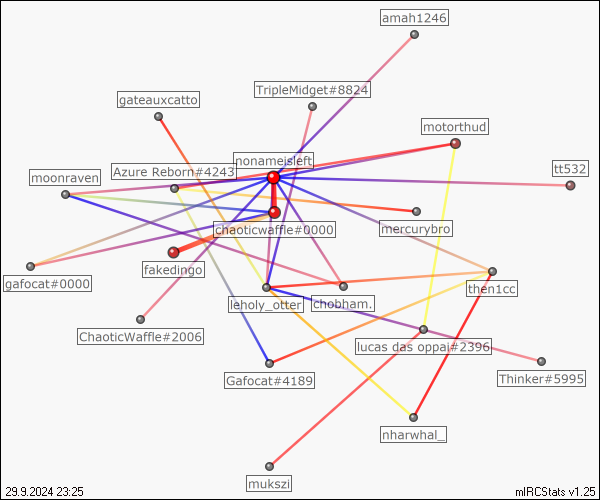 amah1246
TripleMidget#8824
gateauxcatto
motorthud
nonameisleft
tt532
Azure Reborn#4243
moonraven
mercurybro
chaoticwaffle#0000
fakedingo
gafocat#0000
then1cc
leholy_otter
chobham.
ChaoticWaffle#2006
lucas das oppai#2396
Gafocat#4189
Thinker#5995
nharwhal_
mukszi
29.9.2024 23:25
mIRCStats v1.25